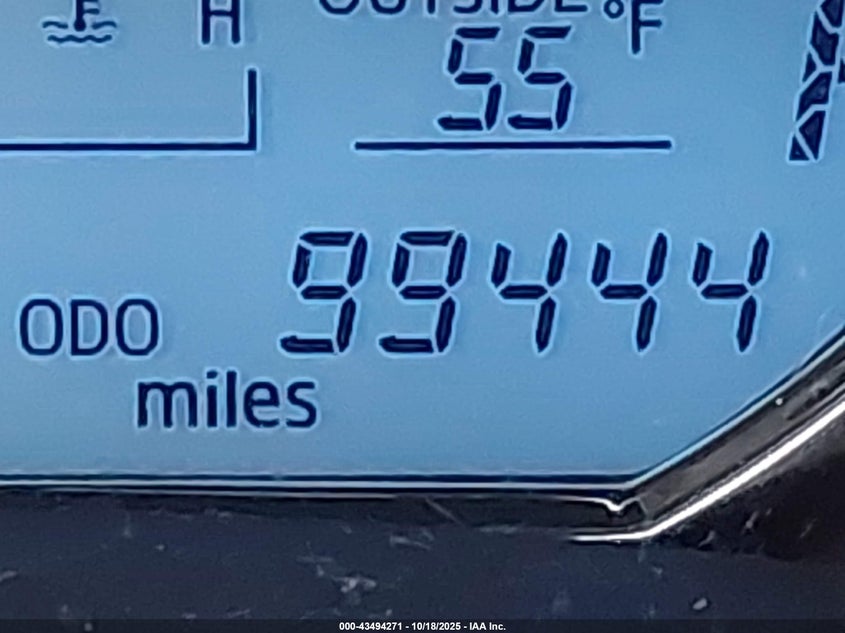 H
OUTSIDE °F
55
99444
ODO
miles
000-43494271 - 10/18/2025 - IAA Inc.